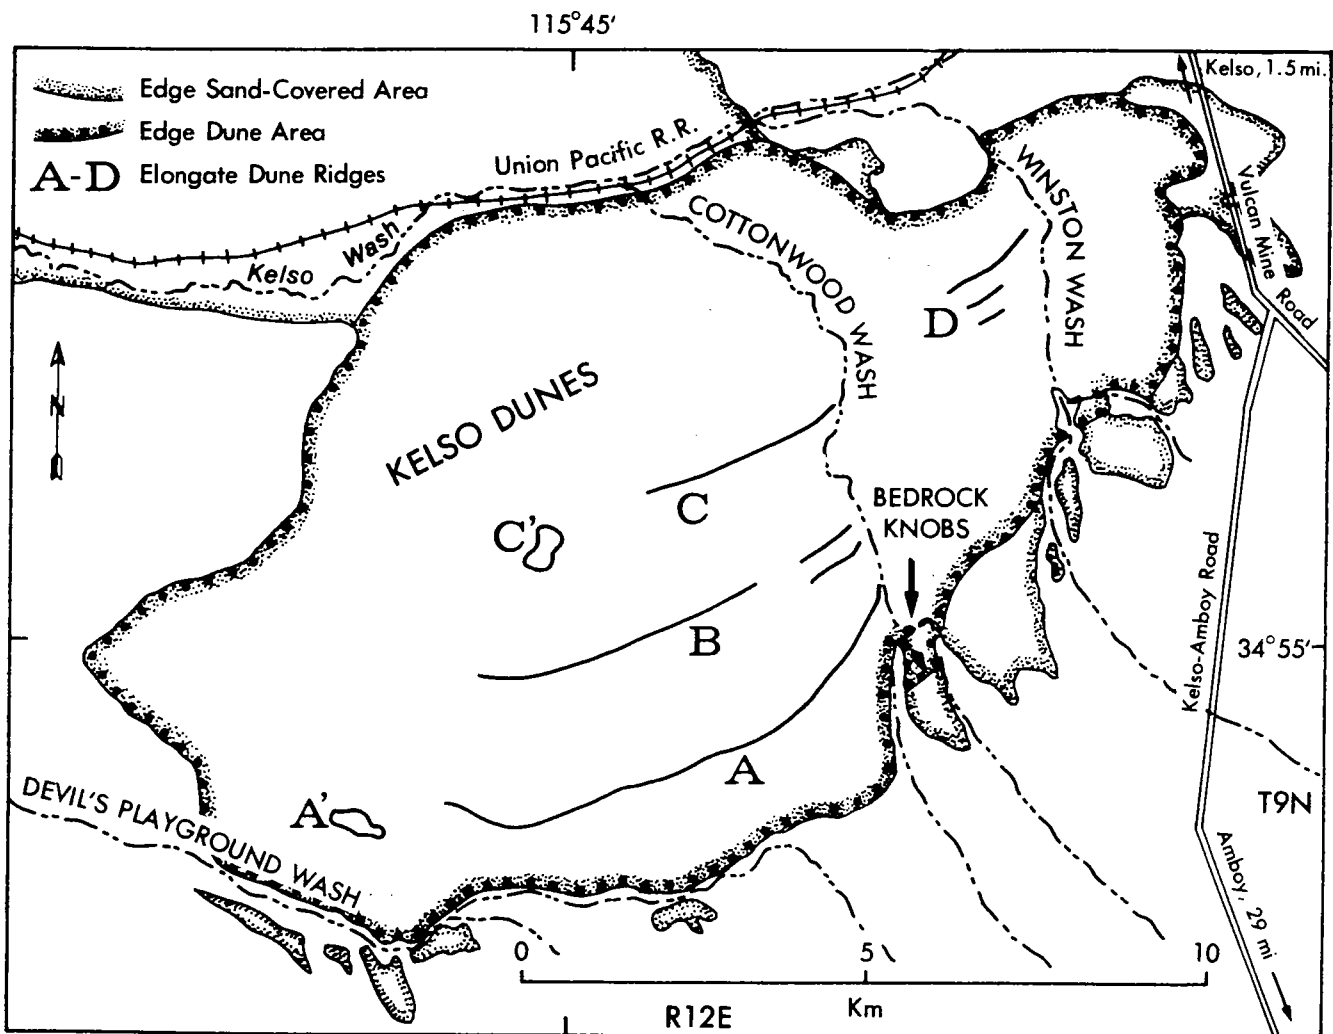 115°45'
Edge Sand-Covered Area
Edge Dune Area
A-D Elongate Dune Ridges
Kelso, 1.5 mi.
Union Pacific R.R.
Kelso Wash
COTTONWOOD WASH
WINSTON WASH
Vulcan Mine Road
D
N
KELSO DUNES
C
C'
BEDROCK
KNOBS
B
34°55'
Kelso-Amboy Road
A
A'
DEVIL'S PLAYGROUND WASH
T9N
Amboy, 29 mi
0 5 10
Km
R12E